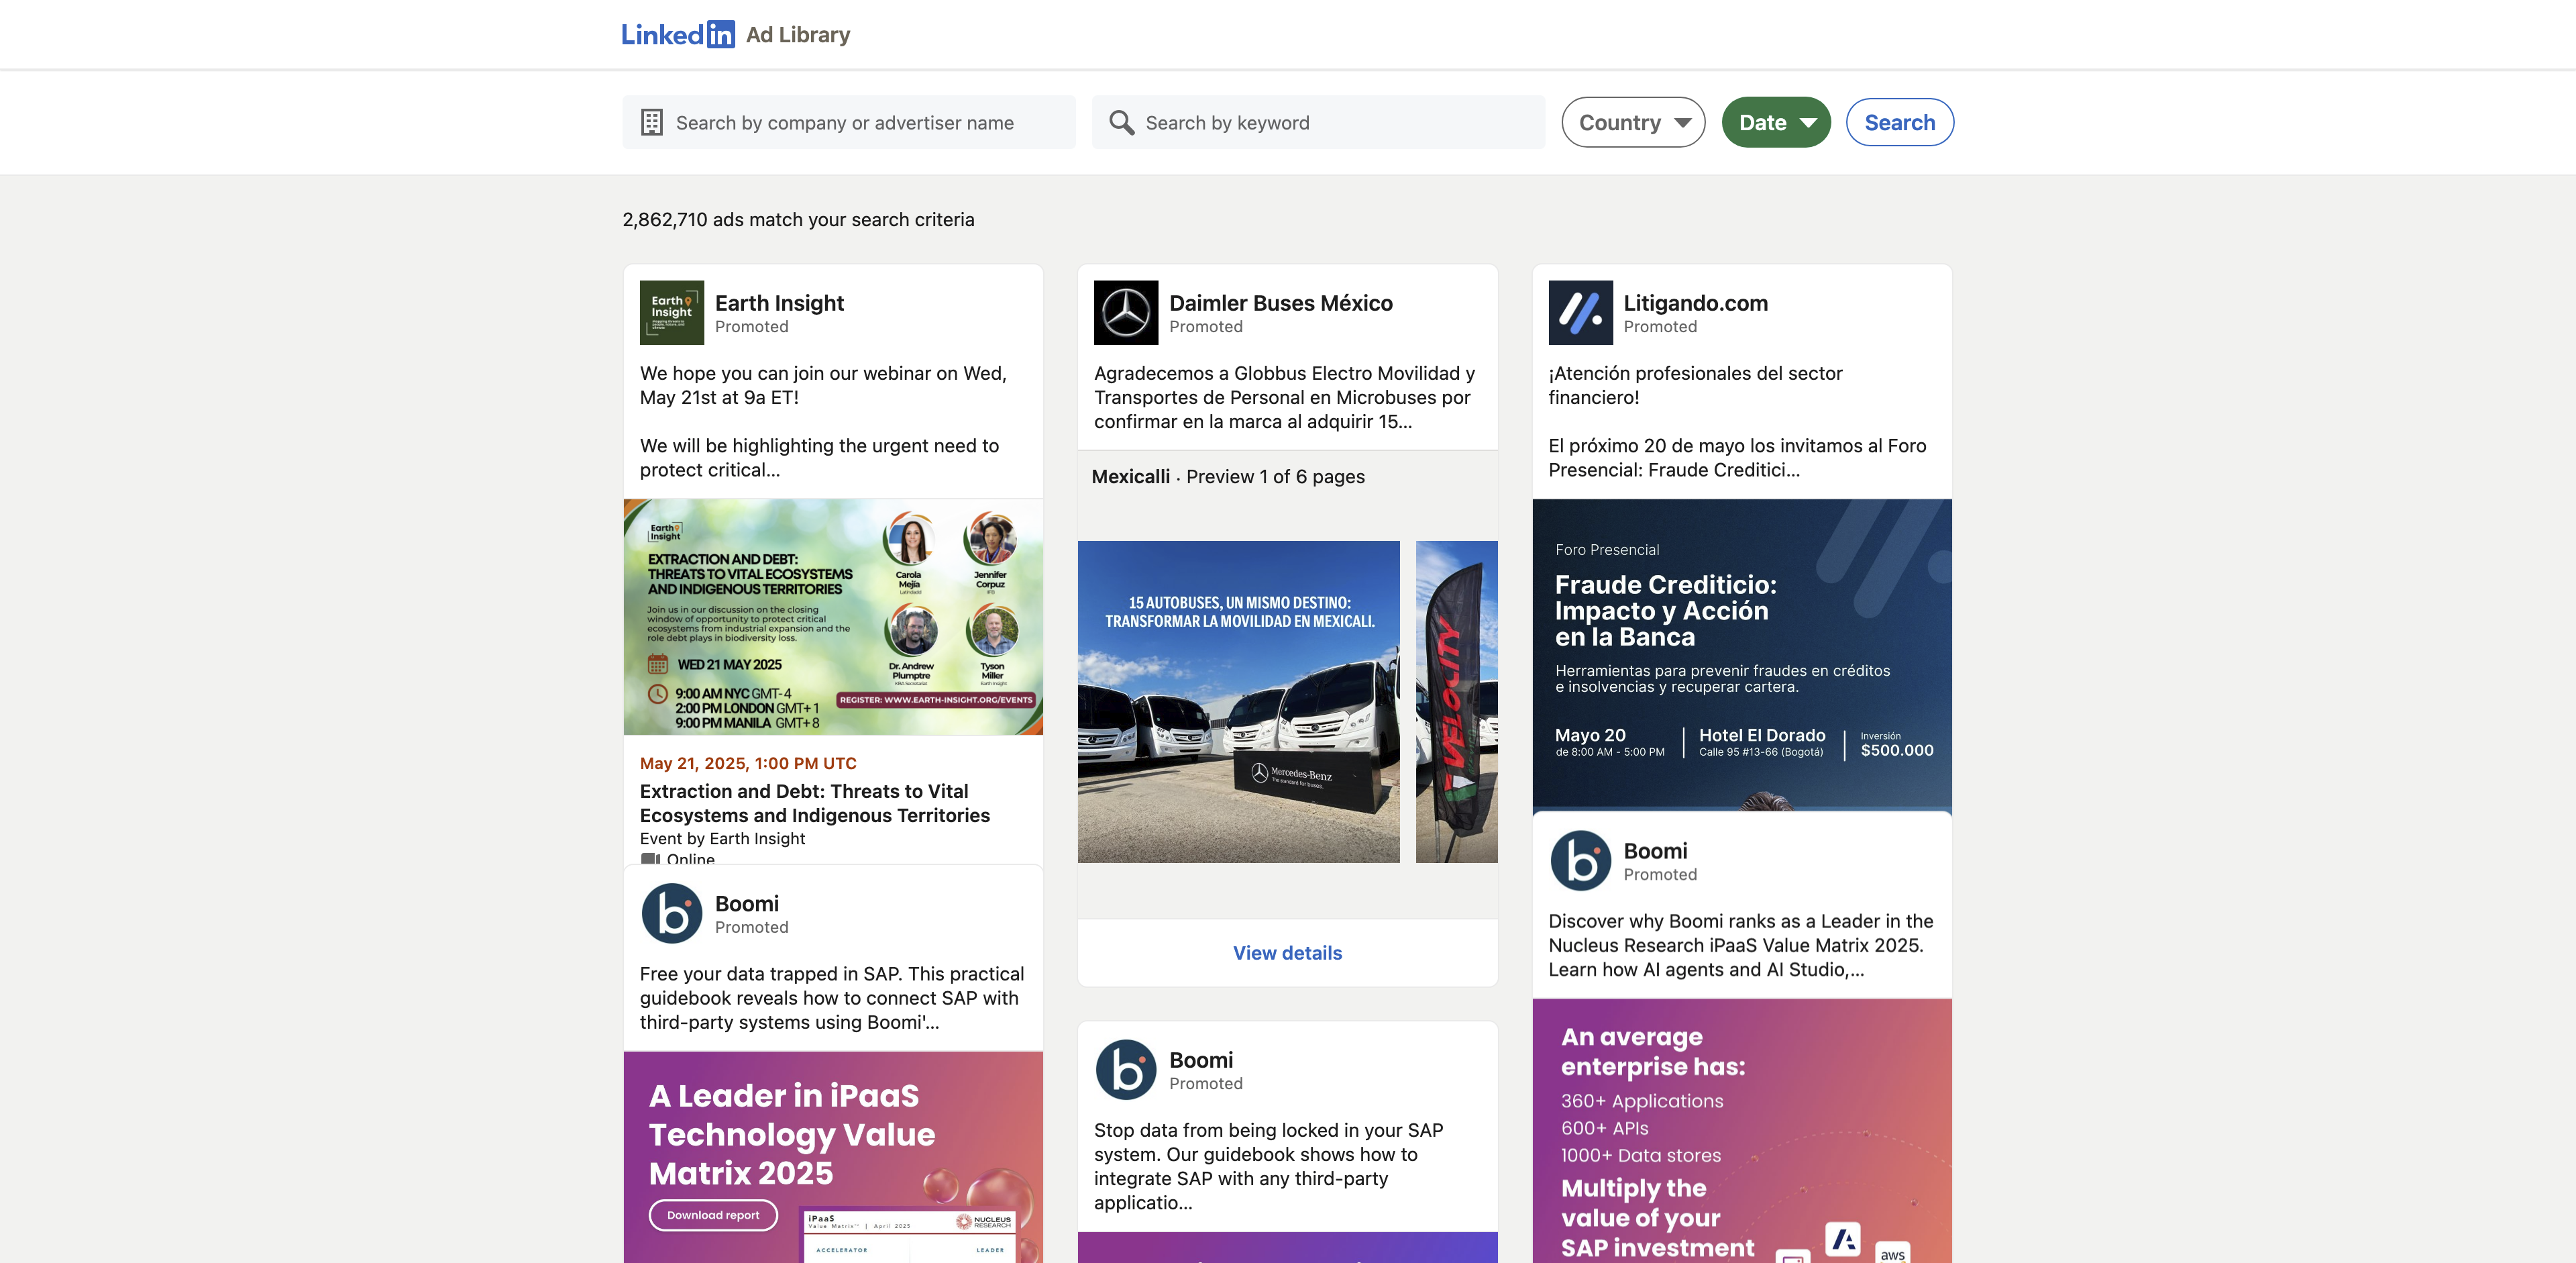 LinkedIn Ad Library
Search by company or advertiser name
Search by keyword
Country
Date
Search
2,862,710 ads match your search criteria
Earth Insight
Earth Insight
Promoted
We hope you can join our webinar on Wed,
May 21st at 9a ET!
We will be highlighting the urgent need to
protect critical...
Earth
Insight
EXTRACTION AND DEBT:
THREATS TO VITAL ECOSYSTEMS
AND INDIGENOUS TERRITORIES
Join us in our discussion on the closing
window of opportunity to protect critical
ecosystems from industrial expansion and the
role debt plays in biodiversity loss.
WED 21 MAY 2025
9:00 AM NYC GMT-4
2:00 PM LONDON GMT+1
9:00 PM MANILA GMT+8
Carola
Mejía
Latindadd
Jennifer
Corpuz
Dr. Andrew
Plumptre
KBA Secretariat
Tyson
Miller
Earth Insight
REGISTER: WWW.EARTH-INSIGHT.ORG/EVENTS
May 21, 2025, 1:00 PM UTC
Extraction and Debt: Threats to Vital
Ecosystems and Indigenous Territories
Event by Earth Insight
Online
Boomi
Promoted
Free your data trapped in SAP. This practical
guidebook reveals how to connect SAP with
third-party systems using Boomi'...
A Leader in iPaaS
Technology Value
Matrix 2025
Download report
iPaaS
Value Matrix™ | April 2025
NUCLEUS
RESEARCH
ACCELERATOR
LEADER
Daimler Buses México
Promoted
Agradecemos a Globbus Electro Movilidad y
Transportes de Personal en Microbuses por
confirmar en la marca al adquirir 15...
Mexicalli · Preview 1 of 6 pages
15 AUTOBUSES, UN MISMO DESTINO:
TRANSFORMAR LA MOVILIDAD EN MEXICALI.
Mercedes-Benz
The standard for buses.
VELOCITY
View details
Boomi
Promoted
Stop data from being locked in your SAP
system. Our guidebook shows how to
integrate SAP with any third-party
applicatio...
Litigando.com
Promoted
¡Atención profesionales del sector
financiero!
El próximo 20 de mayo los invitamos al Foro
Presencial: Fraude Creditici...
Foro Presencial
Fraude Crediticio:
Impacto y Acción
en la Banca
Herramientas para prevenir fraudes en créditos
e insolvencias y recuperar cartera.
Mayo 20
de 8:00 AM - 5:00 PM
Hotel El Dorado
Calle 95 #13-66 (Bogotá)
Inversión
$500.000
Boomi
Promoted
Discover why Boomi ranks as a Leader in the
Nucleus Research iPaaS Value Matrix 2025.
Learn how AI agents and AI Studio,...
An average
enterprise has:
360+ Applications
600+ APIs
1000+ Data stores
Multiply the
value of your
SAP investment
aws